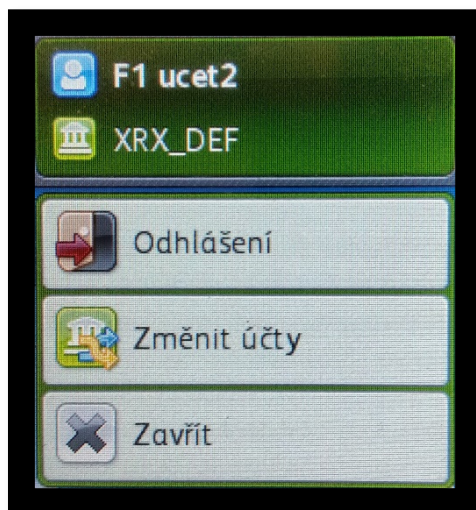 F1 ucet2
XRX_DEF
Odhlášení
Změnit účty
Zavřít